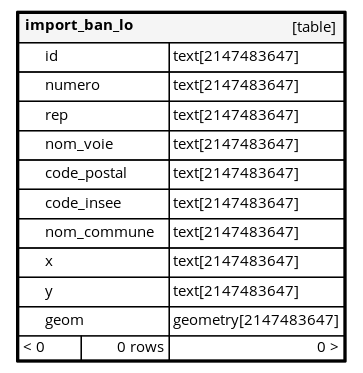 import_ban_lo [table]
id text[2147483647]
numero text[2147483647]
rep text[2147483647]
nom_voie text[2147483647]
code_postal text[2147483647]
code_insee text[2147483647]
nom_commune text[2147483647]
x text[2147483647]
y text[2147483647]
geom geometry[2147483647]
< 0 0 rows 0 >